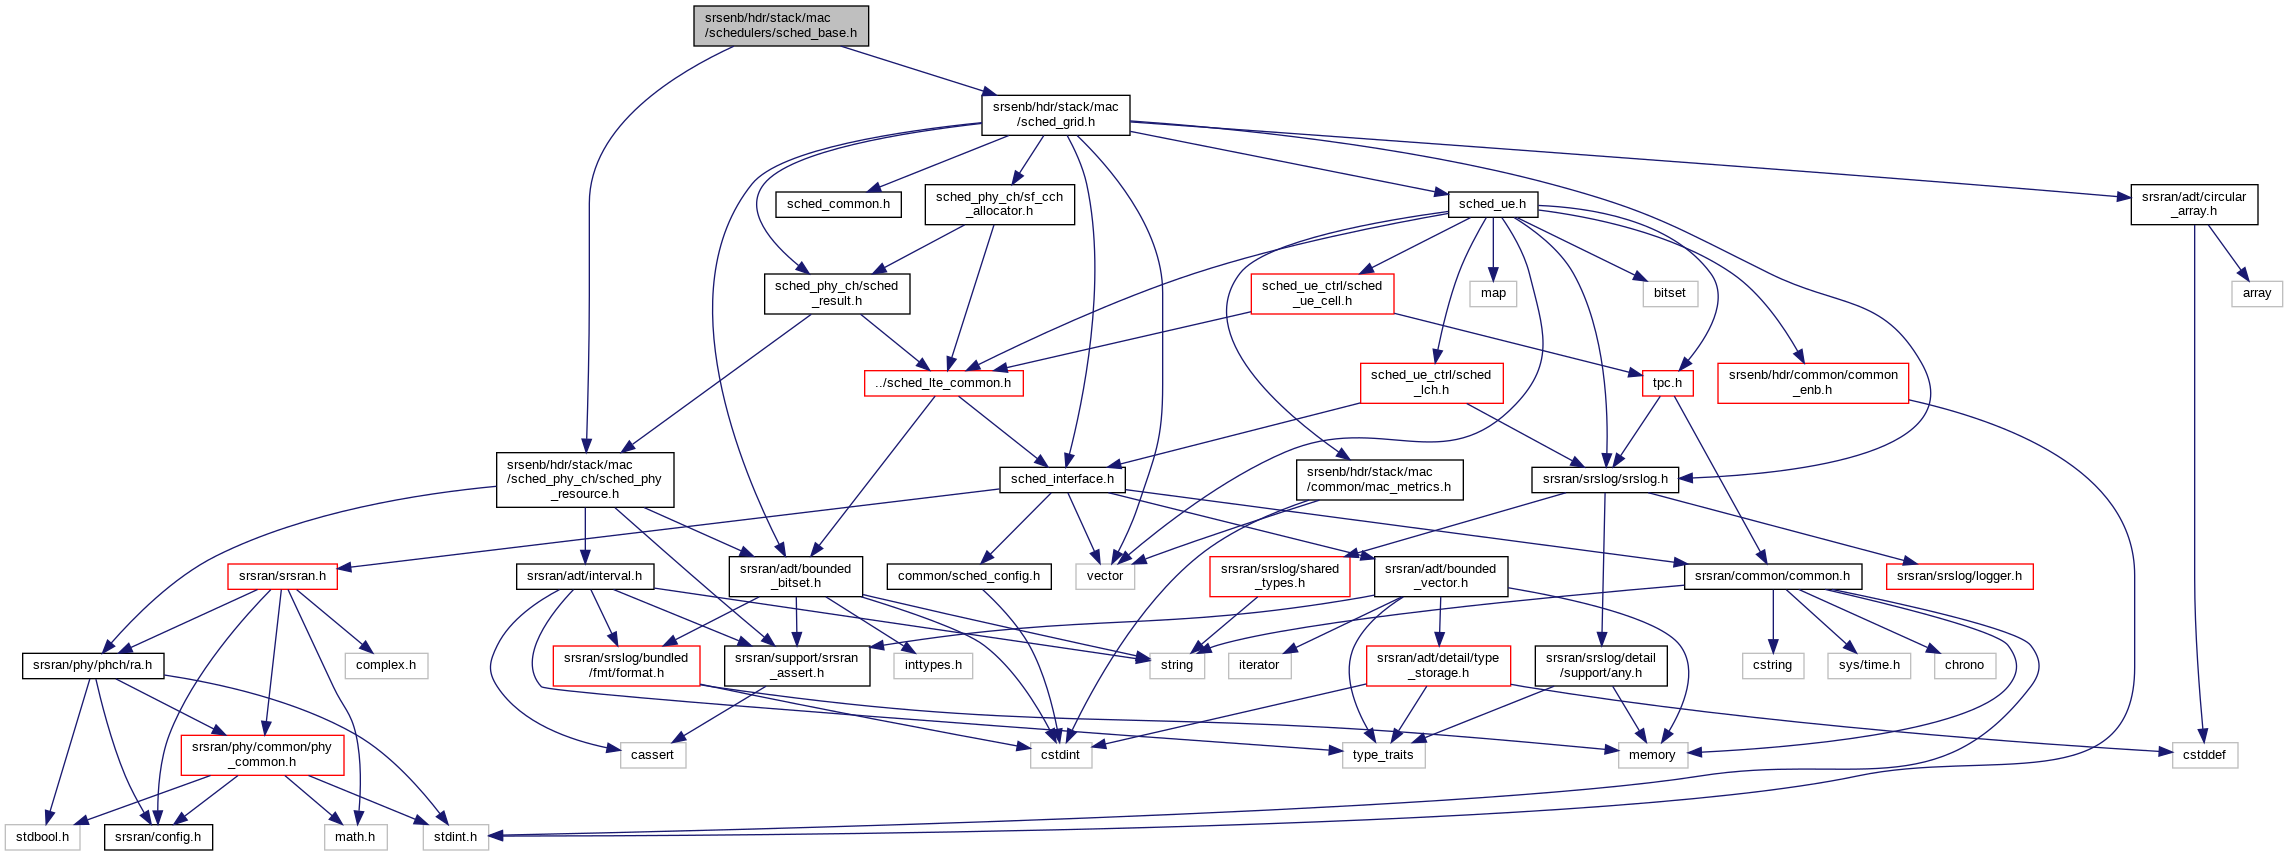 srsenb/hdr/stack/mac
/schedulers/sched_base.h
srsenb/hdr/stack/mac
/sched_grid.h
sched_common.h
sched_phy_ch/sf_cch
_allocator.h
sched_ue.h
srsran/adt/circular
_array.h
sched_phy_ch/sched
_result.h
sched_ue_ctrl/sched
_ue_cell.h
map
bitset
array
../sched_lte_common.h
sched_ue_ctrl/sched
_lch.h
tpc.h
srsenb/hdr/common/common
_enb.h
srsenb/hdr/stack/mac
/sched_phy_ch/sched_phy
_resource.h
sched_interface.h
srsenb/hdr/stack/mac
/common/mac_metrics.h
srsran/srslog/srslog.h
srsran/srsran.h
srsran/adt/interval.h
srsran/adt/bounded
_bitset.h
common/sched_config.h
vector
srsran/srslog/shared
_types.h
srsran/adt/bounded
_vector.h
srsran/common/common.h
srsran/srslog/logger.h
srsran/phy/phch/ra.h
complex.h
srsran/srslog/bundled
/fmt/format.h
srsran/support/srsran
_assert.h
inttypes.h
string
iterator
srsran/adt/detail/type
_storage.h
srsran/srslog/detail
/support/any.h
cstring
sys/time.h
chrono
srsran/phy/common/phy
_common.h
cassert
cstdint
type_traits
memory
cstddef
stdbool.h
srsran/config.h
math.h
stdint.h